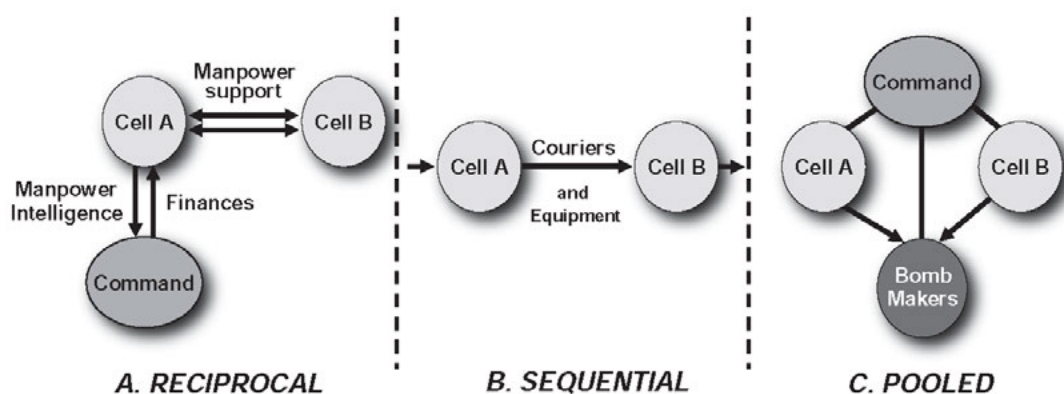 Manpower
support
Cell A
Cell B
Manpower
Intelligence
Finances
Command
A. RECIPROCAL
Cell A
Couriers
and
Equipment
Cell B
B. SEQUENTIAL
Command
Cell A
Cell B
Bomb
Makers
C. POOLED